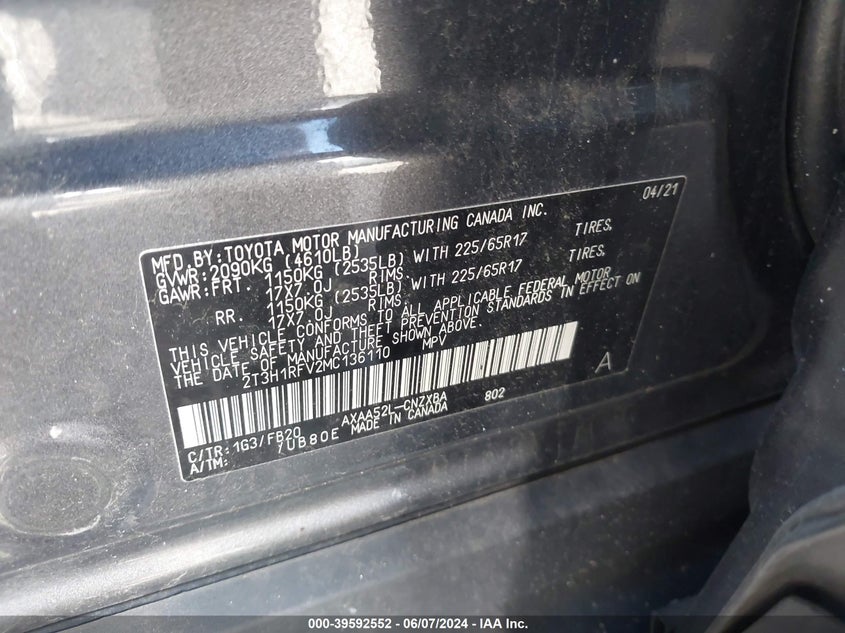 04/21
MFD.BY:TOYOTA MOTOR MANUFACTURING CANADA INC.
GVWR:2090KG (4610LB)
GAWR:FRT. 1150KG (2535LB) WITH 225/65R17 TIRES,
17X7.0J RIMS.
RR. 1150KG (2535LB) WITH 225/65R17 TIRES,
17X7.0J RIMS.
THIS VEHICLE CONFORMS TO ALL APPLICABLE FEDERAL MOTOR
VEHICLE SAFETY AND THEFT PREVENTION STANDARDS IN EFFECT ON
THE DATE OF MANUFACTURE SHOWN ABOVE.
2T3H1RFV2MC136110 MPV
A
AXAA52L-CNZXBA 802
C/TR:1G3/FB20 MADE IN CANADA
A/TM: /UB80E
000-39592552 - 06/07/2024 - IAA Inc.